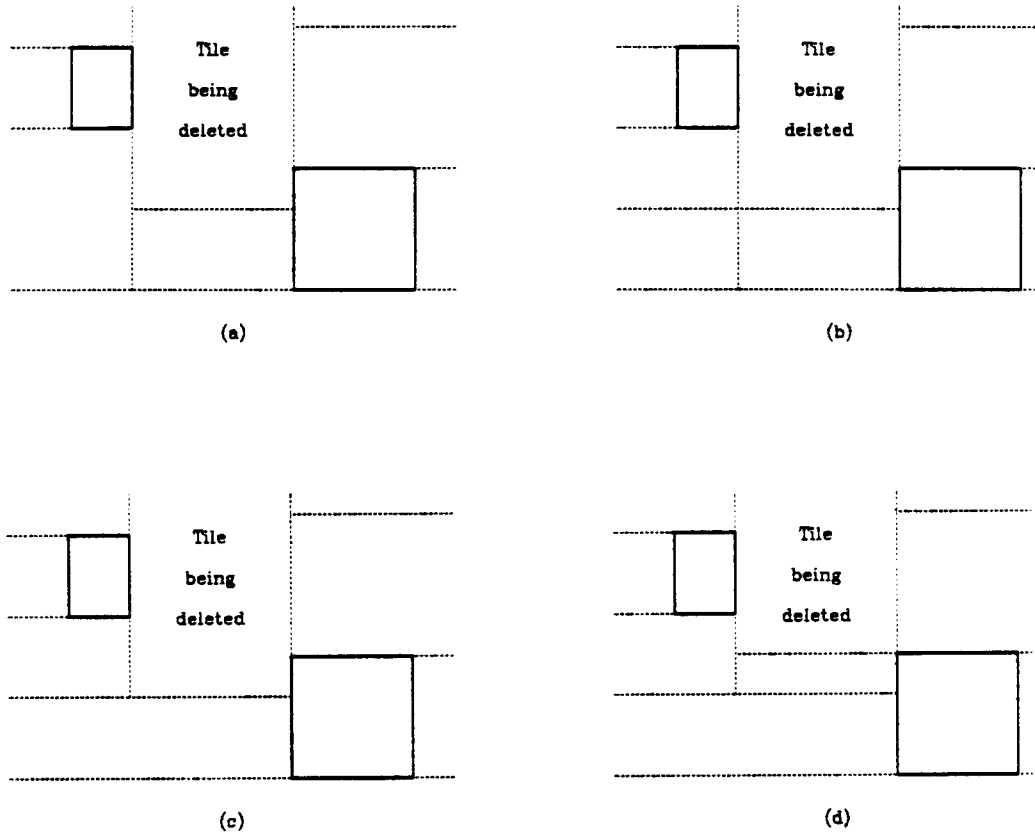 Tile
being
deleted
(a)
Tile
being
deleted
(b)
Tile
being
deleted
(c)
Tile
being
deleted
(d)